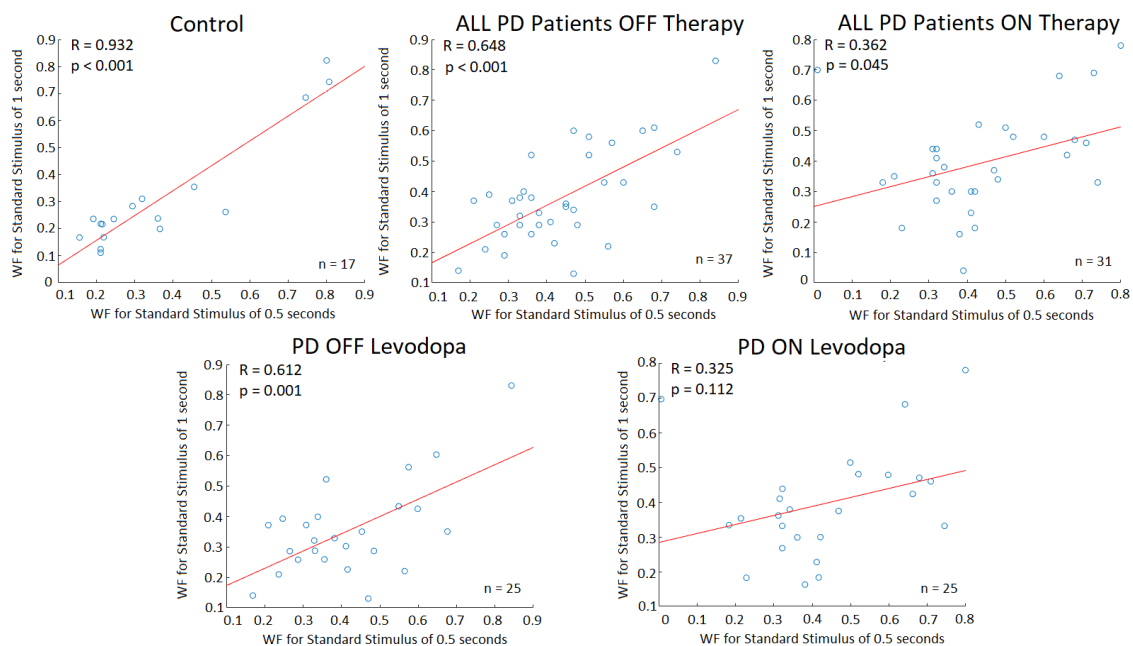 Control
R = 0.932
p < 0.001
WF for Standard Stimulus of 1 second
0.9
0.8
0.7
0.6
0.5
0.4
0.3
0.2
0.1
0
n = 17
0.1 0.2 0.3 0.4 0.5 0.6 0.7 0.8 0.9
WF for Standard Stimulus of 0.5 seconds
ALL PD Patients OFF Therapy
R = 0.648
p < 0.001
WF for Standard Stimulus of 1 second
0.9
0.8
0.7
0.6
0.5
0.4
0.3
0.2
0.1
n = 37
0.1 0.2 0.3 0.4 0.5 0.6 0.7 0.8 0.9
WF for Standard Stimulus of 0.5 seconds
ALL PD Patients ON Therapy
R = 0.362
p = 0.045
WF for Standard Stimulus of 1 second
0.8
0.7
0.6
0.5
0.4
0.3
0.2
0.1
0
n = 31
0 0.1 0.2 0.3 0.4 0.5 0.6 0.7 0.8
WF for Standard Stimulus of 0.5 seconds
PD OFF Levodopa
R = 0.612
p = 0.001
WF for Standard Stimulus of 1 second
0.9
0.8
0.7
0.6
0.5
0.4
0.3
0.2
0.1
n = 25
0.1 0.2 0.3 0.4 0.5 0.6 0.7 0.8 0.9
WF for Standard Stimulus of 0.5 seconds
PD ON Levodopa
R = 0.325
p = 0.112
WF for Standard Stimulus of 1 second
0.8
0.7
0.6
0.5
0.4
0.3
0.2
0.1
n = 25
0 0.1 0.2 0.3 0.4 0.5 0.6 0.7 0.8
WF for Standard Stimulus of 0.5 seconds